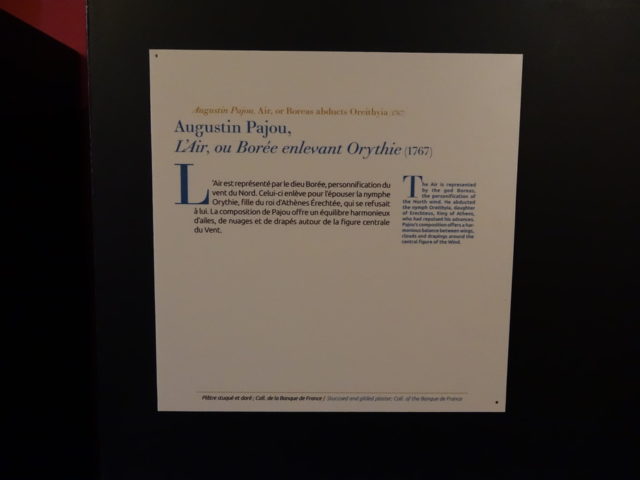 Augustin Pajou, Air, or Boreas abducts Oreithyia (1767)
Augustin Pajou,
L'Air, ou Borée enlevant Orythie (1767)
L'Air est représenté par le dieu Borée, personnification du
vent du Nord. Celui-ci enlève pour l'épouser la nymphe
Orythie, fille du roi d'Athènes Érechtée, qui se refusait
à lui. La composition de Pajou offre un équilibre harmonieux
d'ailes, de nuages et de drapés autour de la figure centrale
du Vent.
The Air is represented
by the god Boreas,
the personification of
the North wind. He abducted
the nymph Oreithyia, daughter
of Erechteus, King of Athens,
who had repulsed his advances.
Pajou's composition offers a har-
monious balance between wings,
clouds and drapings around the
central figure of the Wind.
Plâtre stuqué et doré ; Coll. de la Banque de France / Stuccoed and gilded plaster; Coll. of the Banque de France